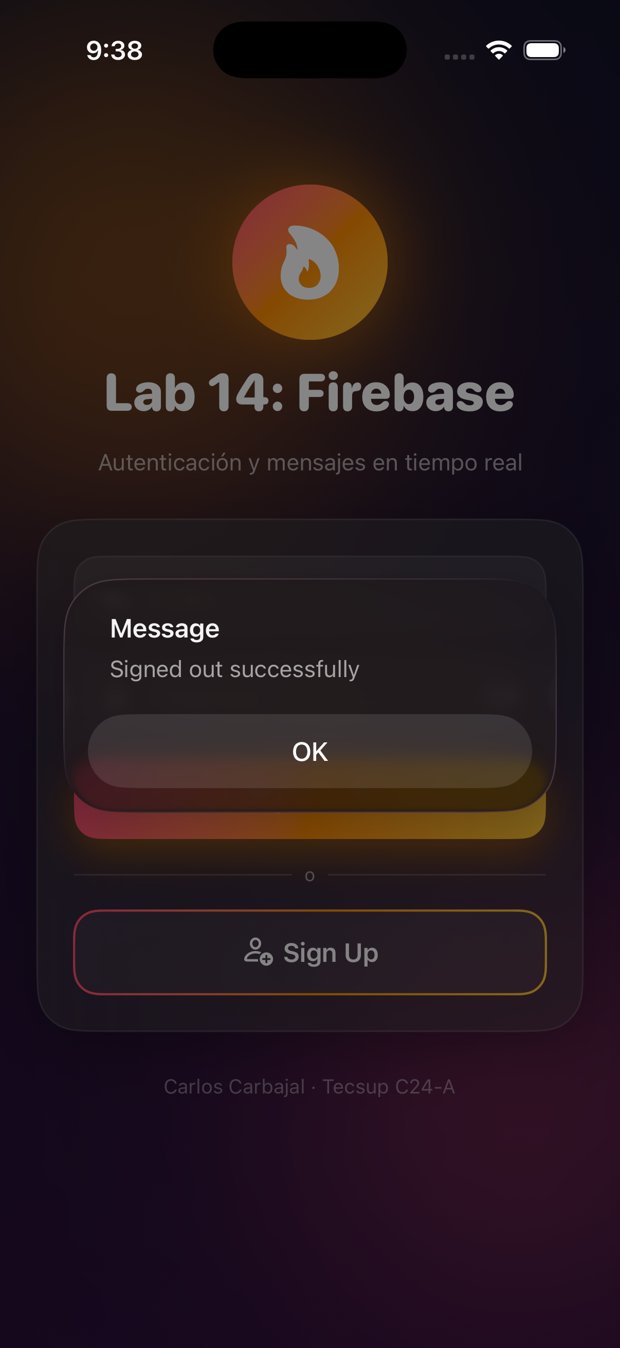 9:38
Lab 14: Firebase
Autenticación y mensajes en tiempo real
Message
Signed out successfully
OK
o
Sign Up
Carlos Carbajal · Tecsup C24-A